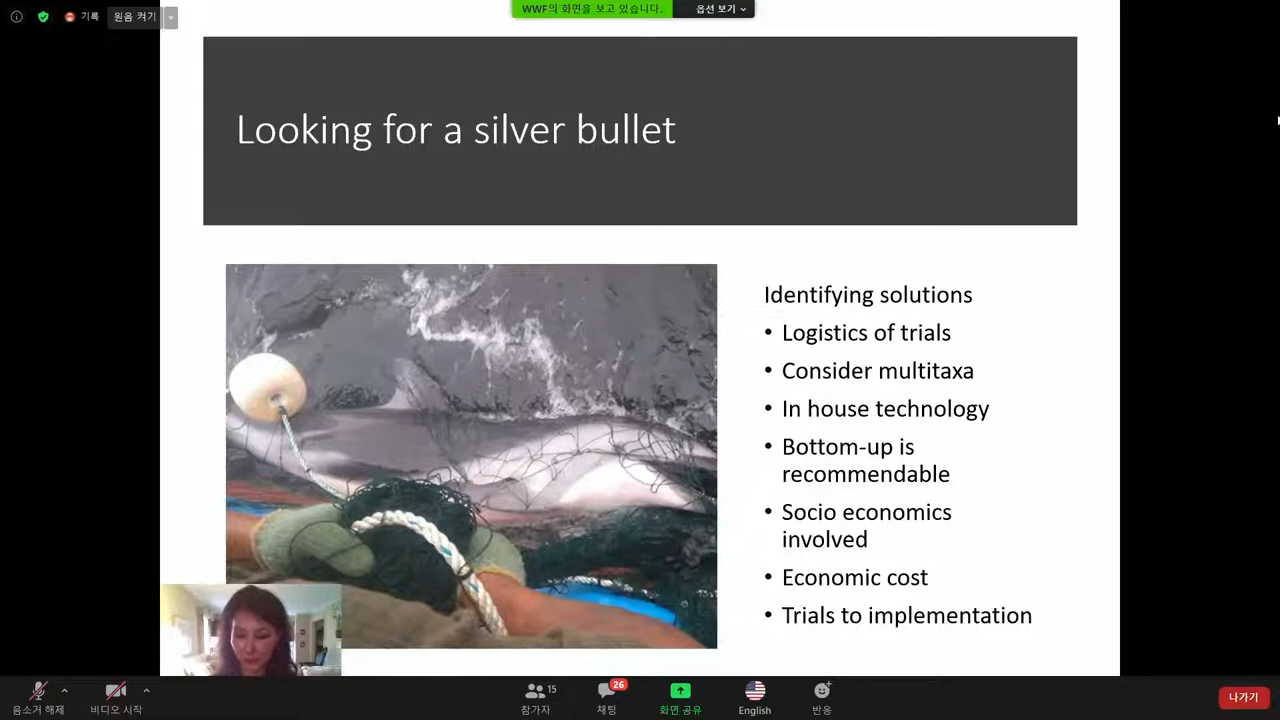 기록
원음 켜기
WWF의 화면을 보고 있습니다.
옵션 보기
Looking for a silver bullet
Identifying solutions
• Logistics of trials
• Consider multitaxa
• In house technology
• Bottom-up is
recommendable
• Socio economics
involved
• Economic cost
• Trials to implementation
음소거 해제
비디오 시작
15
참가자
26
채팅
화면 공유
English
반응
나가기